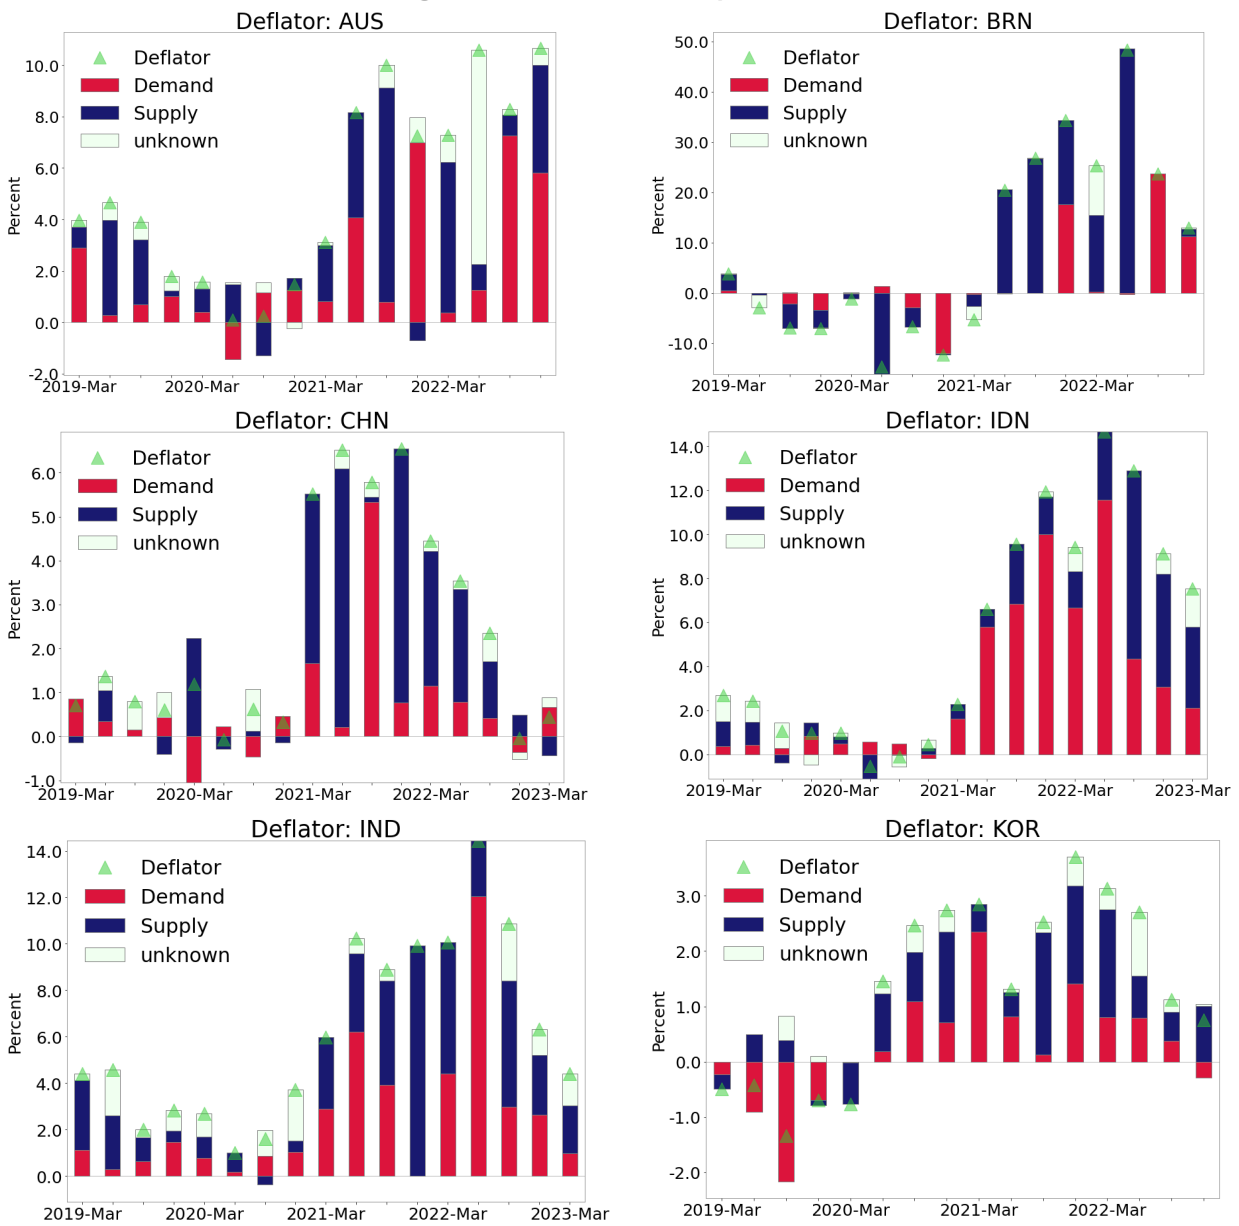 Deflator: AUS
Percent
10.0
8.0
6.0
4.0
2.0
0.0
-2.0
Deflator
Demand
Supply
unknown
2019-Mar 2020-Mar 2021-Mar 2022-Mar
Deflator: BRN
Percent
50.0
40.0
30.0
20.0
10.0
0.0
-10.0
Deflator
Demand
Supply
unknown
2019-Mar 2020-Mar 2021-Mar 2022-Mar
Deflator: CHN
Percent
6.0
5.0
4.0
3.0
2.0
1.0
0.0
-1.0
Deflator
Demand
Supply
unknown
2019-Mar 2020-Mar 2021-Mar 2022-Mar 2023-Mar
Deflator: IDN
Percent
14.0
12.0
10.0
8.0
6.0
4.0
2.0
0.0
Deflator
Demand
Supply
unknown
2019-Mar 2020-Mar 2021-Mar 2022-Mar 2023-Mar
Deflator: IND
Percent
14.0
12.0
10.0
8.0
6.0
4.0
2.0
0.0
Deflator
Demand
Supply
unknown
2019-Mar 2020-Mar 2021-Mar 2022-Mar 2023-Mar
Deflator: KOR
Percent
3.0
2.0
1.0
0.0
-1.0
-2.0
Deflator
Demand
Supply
unknown
2019-Mar 2020-Mar 2021-Mar 2022-Mar